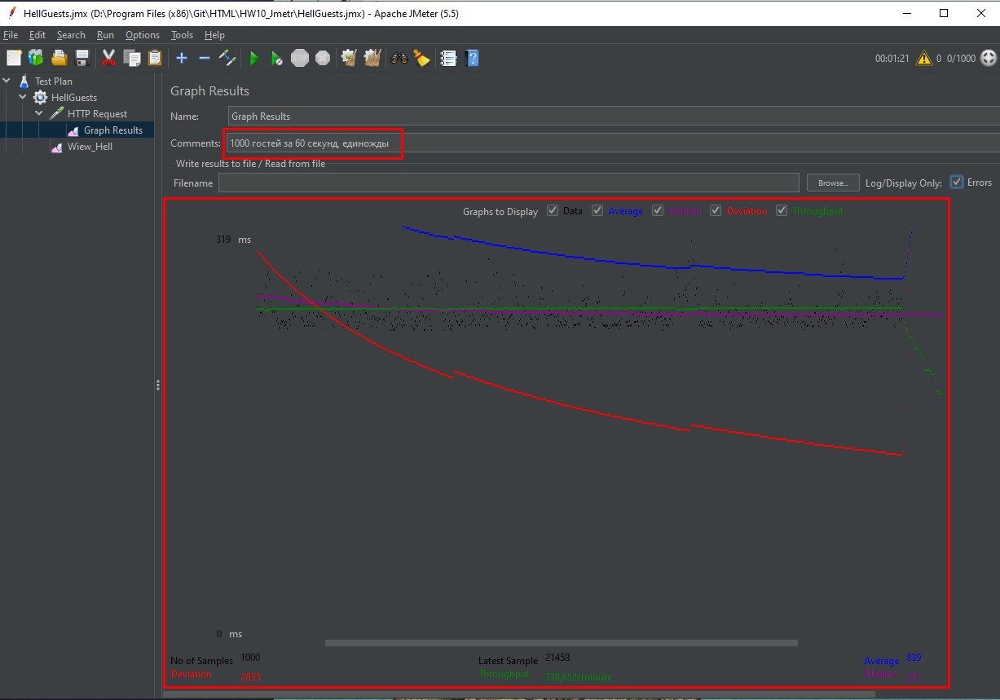 HellGuests.jmx (D:\Program Files (x86)\Git\HTML\HW10_Jmetr\HellGuests.jmx) - Apache JMeter (5.5)
File Edit Search Run Options Tools Help
00:01:21 0 0/1000
Test Plan
HellGuests
HTTP Request
Graph Results
Wiew_Hell
Graph Results
Name: Graph Results
Comments: 1000 гостей за 60 секунд, единожды
Write results to file / Read from file
Filename Browse... Log/Display Only: Errors
Graphs to Display Data Average Median Deviation Throughput
319 ms
0 ms
No of Samples 1000 Latest Sample 21458 Average 839
Deviation 2855 Throughput 738,652/minute Median